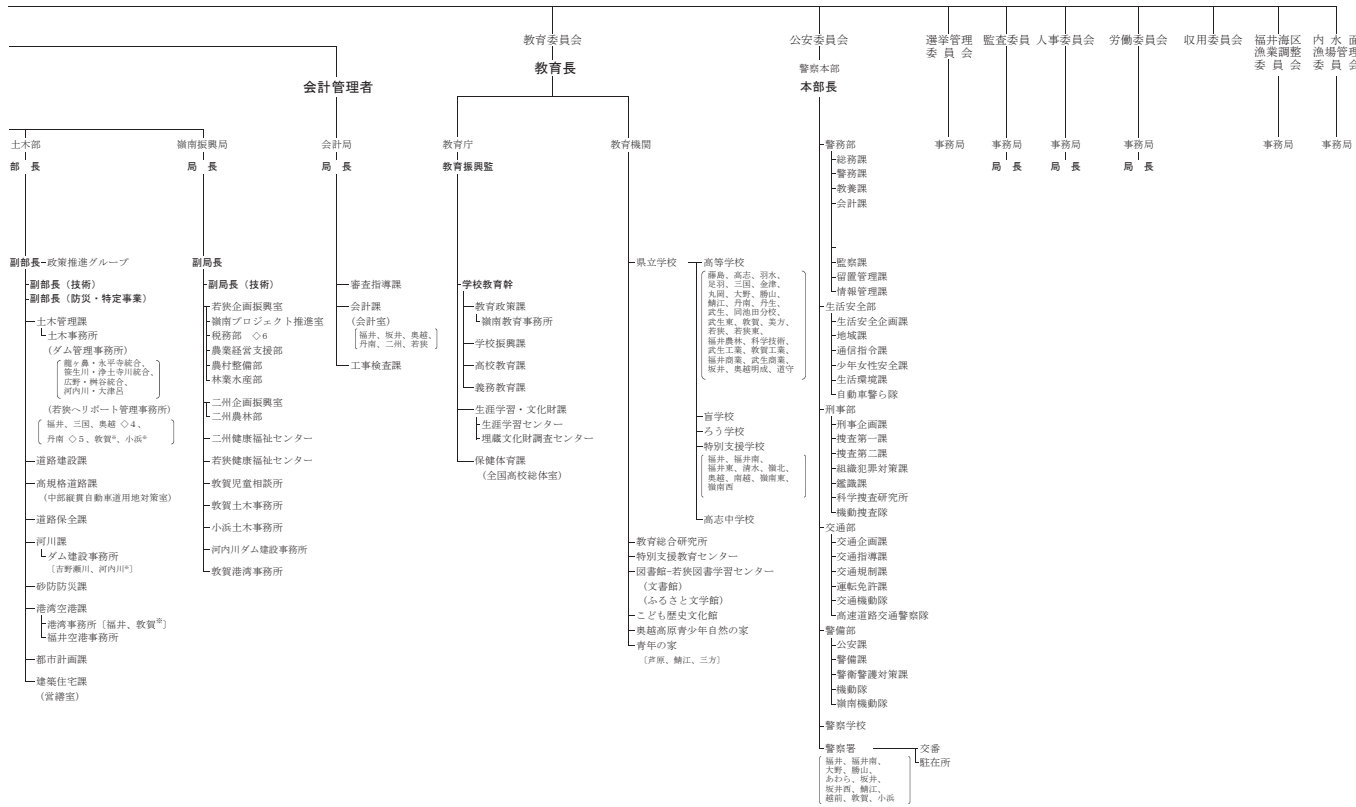 教育委員会
教育長
公安委員会
警察本部
本部長
選挙管理
委員会
監査委員
人事委員会
労働委員会
収用委員会
福井海区
漁業調整
委員会
内水面
漁場管理
委員会
会計管理者
土木部
部　長
副部長-政策推進グループ
副部長（技術）
副部長（防災・特定事業）
土木管理課
土木事務所
（ダム管理事務所）
龍ヶ鼻・永平寺統合、
笹生川・浄土寺川統合、
広野・桝谷統合、
河内川・大津呂
（若狭ヘリポート管理事務所）
福井、三国、奥越 ◇4、
丹南 ◇5、敦賀※、小浜※
道路建設課
高規格道路課
（中部縦貫自動車道用地対策室）
道路保全課
河川課
ダム建設事務所
〔吉野瀬川、河内川※〕
砂防防災課
港湾空港課
港湾事務所〔福井、敦賀※〕
福井空港事務所
都市計画課
建築住宅課
（営繕室）
嶺南振興局
局　長
副局長
副局長（技術）
若狭企画振興室
嶺南プロジェクト推進室
税務部 ◇6
農業経営支援部
農村整備部
林業水産部
二州企画振興室
二州農林部
二州健康福祉センター
若狭健康福祉センター
敦賀児童相談所
敦賀土木事務所
小浜土木事務所
河内川ダム建設事務所
敦賀港湾事務所
会計局
局　長
審査指導課
会計課
（会計室）
福井、坂井、奥越、
丹南、二州、若狭
工事検査課
教育庁
教育振興監
学校教育幹
教育政策課
嶺南教育事務所
学校振興課
高校教育課
義務教育課
生涯学習・文化財課
生涯学習センター
埋蔵文化財調査センター
保健体育課
（全国高校総体室）
教育機関
県立学校
高等学校
藤島、高志、羽水、
足羽、三国、金津、
丸岡、大野、勝山、
鯖江、丹南、丹生、
武生、同池田分校、
武生東、敦賀、美方、
若狭、若狭東、
福井農林、科学技術、
武生工業、敦賀工業、
福井商業、武生商業、
坂井、奥越明成、道守
盲学校
ろう学校
特別支援学校
福井、福井南、
福井東、清水、嶺北、
奥越、南越、嶺南東、
嶺南西
高志中学校
教育総合研究所
特別支援教育センター
図書館-若狭図書学習センター
（文書館）
（ふるさと文学館）
こども歴史文化館
奥越高原青少年自然の家
青年の家
〔芦原、鯖江、三方〕
警務部
総務課
警務課
教養課
会計課
監察課
留置管理課
情報管理課
生活安全部
生活安全企画課
地域課
通信指令課
少年女性安全課
生活環境課
自動車警ら隊
刑事部
刑事企画課
捜査第一課
捜査第二課
組織犯罪対策課
鑑識課
科学捜査研究所
機動捜査隊
交通部
交通企画課
交通指導課
交通規制課
運転免許課
交通機動隊
高速道路交通警察隊
警備部
公安課
警備課
警衛警護対策課
機動隊
嶺南機動隊
警察学校
警察署
交番
駐在所
福井、福井南、
大野、勝山、
あわら、坂井、
坂井西、鯖江、
越前、敦賀、小浜
事務局
事務局
局　長
事務局
局　長
事務局
局　長
事務局
事務局